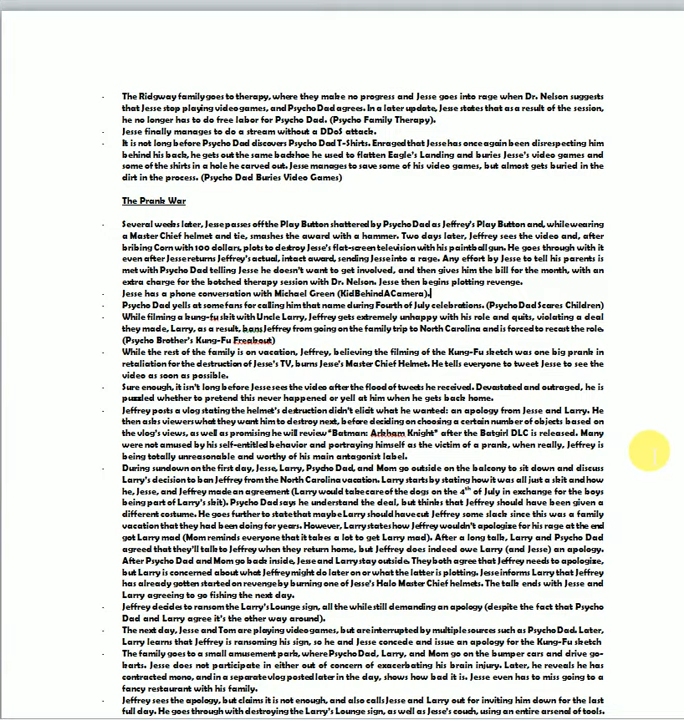 - The Ridgway family goes to therapy, where they make no progress and Jesse goes into rage when Dr. Nelson suggests
that Jesse stop playing video games, and Psycho Dad agrees. In a later update, Jesse states that as a result of the session,
he no longer has to do free labor for Psycho Dad. (Psycho Family Therapy).
- Jesse finally manages to do a stream without a DDoS attack.
- It is not long before Psycho Dad discovers Psycho Dad T-Shirts. Enraged that Jesse has once again been disrespecting him
behind his back, he gets out the same backhoe he used to flatten Eagle's Landing and buries Jesse's video games and
some of the shirts in a hole he carved out. Jesse manages to save some of his video games, but almost gets buried in the
dirt in the process. (Psycho Dad Buries Video Games)
The Prank War
- Several weeks later, Jesse passes off the Play Button shattered by Psycho Dad as Jeffrey's Play Button and, while wearing
a Master Chief helmet and tie, smashes the award with a hammer. Two days later, Jeffrey sees the video and, after
bribing Corn with 100 dollars, plots to destroy Jesse's flat-screen television with his paintball gun. He goes through with it
even after Jesse returns Jeffrey's actual, intact award, sending Jesse into a rage. Any effort by Jesse to tell his parents is
met with Psycho Dad telling Jesse he doesn't want to get involved, and then gives him the bill for the month, with an
extra charge for the botched therapy session with Dr. Nelson. Jesse then begins plotting revenge.
- Jesse has a phone conversation with Michael Green (KidBehindACamera).
- Psycho Dad yells at some fans for calling him that name during Fourth of July celebrations. (Psycho Dad Scares Children)
- While filming a kung-fu skit with Uncle Larry, Jeffrey gets extremely unhappy with his role and quits, violating a deal
they made, Larry, as a result, bans Jeffrey from going on the family trip to North Carolina and is forced to recast the role.
(Psycho Brother's Kung-Fu Freabout)
- While the rest of the family is on vacation, Jeffrey, believing the filming of the Kung-Fu sketch was one big prank in
retaliation for the destruction of Jesse's TV, burns Jesse's Master Chief Helmet. He tells everyone to tweet Jesse to see the
video as soon as possible.
- Sure enough, it isn't long before Jesse sees the video after the flood of tweets he received. Devastated and outraged, he is
puzzled whether to pretend this never happened or yell at him when he gets back home.
- Jeffrey posts a vlog stating the helmet's destruction didn't elicit what he wanted: an apology from Jesse and Larry. He
then asks viewers what they want him to destroy next, before deciding on choosing a certain number of objects based on
the vlog's views, as well as promising he will review "Batman: Arkham Knight" after the Batgirl DLC is released. Many
were not amused by his self-entitled behavior and portraying himself as the victim of a prank, when really, Jeffrey is
being totally unreasonable and worthy of his main antagonist label.
- During sundown on the first day, Jesse, Larry, Psycho Dad, and Mom go outside on the balcony to sit down and discuss
Larry's decision to ban Jeffrey from the North Carolina vacation. Larry starts by stating how it was all just a skit and how
he, Jesse, and Jeffrey made an agreement (Larry would take care of the dogs on the 4th of July in exchange for the boys
being part of Larry's skit). Psycho Dad says he understand the deal, but thinks that Jeffrey should have been given a
different costume. He goes further to state that maybe Larry should have cut Jeffrey some slack since this was a family
vacation that they had been doing for years. However, Larry states how Jeffrey wouldn't apologize for his rage at the end
got Larry mad (Mom reminds everyone that it takes a lot to get Larry mad). After a long talk, Larry and Psycho Dad
agreed that they'll talk to Jeffrey when they return home, but Jeffrey does indeed owe Larry (and Jesse) an apology.
After Psycho Dad and Mom go back inside, Jesse and Larry stay outside. They both agree that Jeffrey needs to apologize,
but Larry is concerned about what Jeffrey might do later on or what the latter is plotting. Jesse informs Larry that Jeffrey
has already gotten started on revenge by burning one of Jesse's Halo Master Chief helmets. The talk ends with Jesse and
Larry agreeing to go fishing the next day.
- Jeffrey decides to ransom the Larry's Lounge sign, all the while still demanding an apology (despite the fact that Psycho
Dad and Larry agree it's the other way around).
- The next day, Jesse and Tom are playing video games, but are interrupted by multiple sources such as Psycho Dad. Later,
Larry learns that Jeffrey is ransoming his sign, so he and Jesse concede and issue an apology for the Kung-Fu sketch
- The family goes to a small amusement park, where Psycho Dad, Larry, and Mom go on the bumper cars and drive go-
karts. Jesse does not participate in either out of concern of exacerbating his brain injury. Later, he reveals he has
contracted mono, and in a separate vlog posted later in the day, shows how bad it is. Jesse even has to miss going to a
fancy restaurant with his family.
- Jeffrey sees the apology, but claims it is not enough, and also calls Jesse and Larry out for inviting him down for the last
full day. He goes through with destroying the Larry's Lounge sign, as well as Jesse's couch, using an entire arsenal of tools.